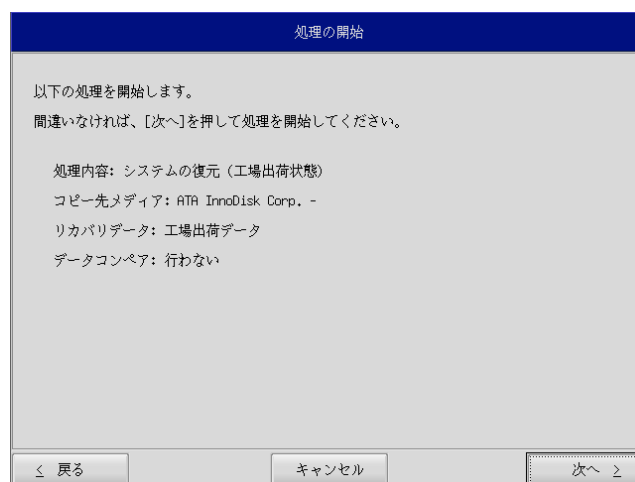 処理の開始
以下の処理を開始します。
間違いなければ、[次へ]を押して処理を開始してください。
処理内容: システムの復元（工場出荷状態）
コピー先メディア: ATA InnoDisk Corp. -
リカバリデータ: 工場出荷データ
データコンペア: 行わない
< 戻る
キャンセル
次へ >